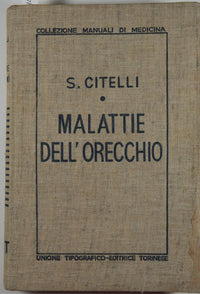 COLLEZIONE MANUALI DI MEDICINA
S. CITELLI
•
MALATTIE
DELL'ORECCHIO
UNIONE TIPOGRAFICO-EDITRICE TORINESE